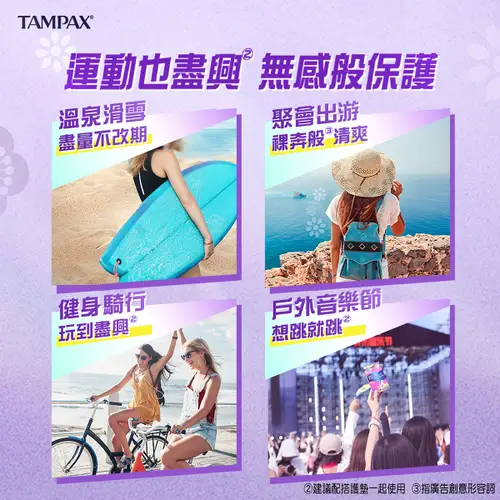 TAMPAX®
運動也盡興② 無感般保護
溫泉滑雪
盡量不改期
聚會出游
裸奔般③清爽
健身騎行
玩到盡興②
戶外音樂節
想跳就跳②
②建議配搭護墊一起使用 ③指廣告創意形容詞